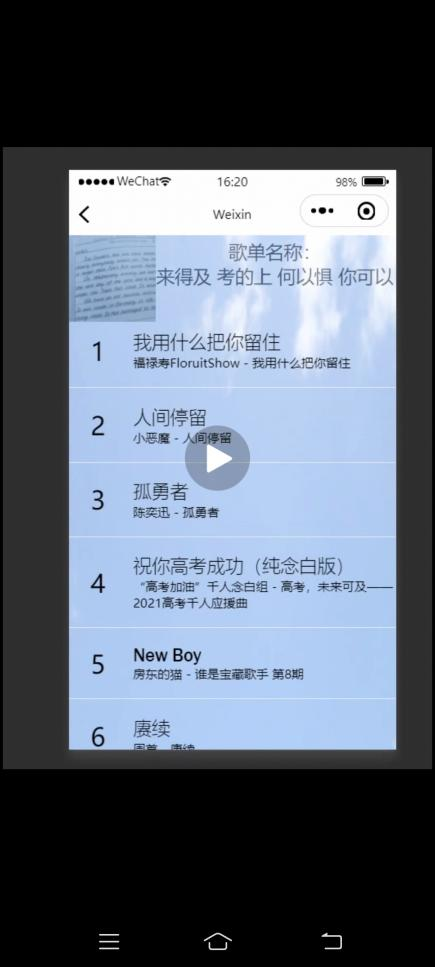 WeChat 16:20 98%
Weixin
歌单名称：
来得及 考的上 何以惧 你可以
1 我用什么把你留住
福禄寿FloruitShow - 我用什么把你留住
2 人间停留
小恶魔 - 人间停留
3 孤勇者
陈奕迅 - 孤勇者
4 祝你高考成功（纯念白版）
“高考加油”千人念白组 - 高考，未来可及——
2021高考千人应援曲
5 New Boy
房东的猫 - 谁是宝藏歌手 第8期
6 赓续